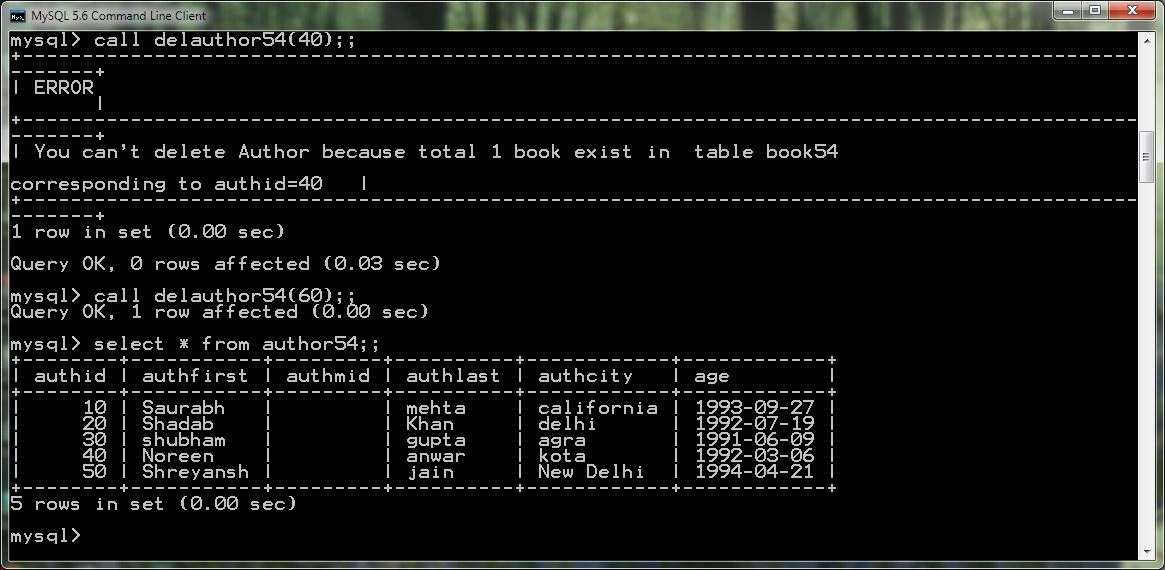 MySQL 5.6 Command Line Client
mysql> call delauthor54(40);;
+----------------------------------------------------------------------------------------------
-------+
| ERROR
       |
+----------------------------------------------------------------------------------------------
-------+
| You can't delete Author because total 1 book exist in  table book54
corresponding to authid=40   |
+----------------------------------------------------------------------------------------------
-------+
1 row in set (0.00 sec)
Query OK, 0 rows affected (0.03 sec)
mysql> call delauthor54(60);;
Query OK, 1 row affected (0.00 sec)
mysql> select * from author54;;
+--------+-----------+---------+----------+------------+------------+
| authid | authfirst | authmid | authlast | authcity   | age        |
+--------+-----------+---------+----------+------------+------------+
|     10 | Saurabh   |         | mehta    | california | 1993-09-27 |
|     20 | Shadab    |         | Khan     | delhi      | 1992-07-19 |
|     30 | shubham   |         | gupta    | agra       | 1991-06-09 |
|     40 | Noreen    |         | anwar    | kota       | 1992-03-06 |
|     50 | Shreyansh |         | jain     | New Delhi  | 1994-04-21 |
+--------+-----------+---------+----------+------------+------------+
5 rows in set (0.00 sec)
mysql>